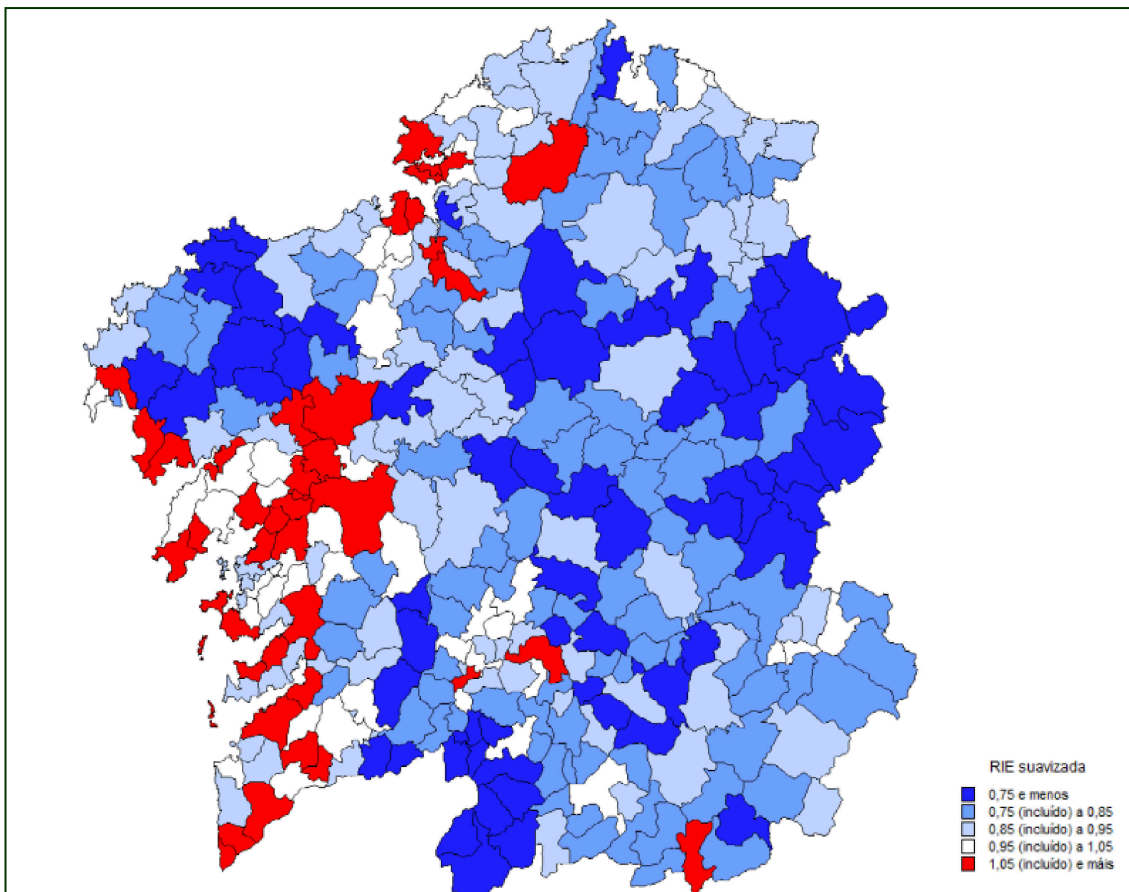 RIE suavizada
0,75 e menos
0,75 (incluído) a 0,85
0,85 (incluído) a 0,95
0,95 (incluído) a 1,05
1,05 (incluído) e máis